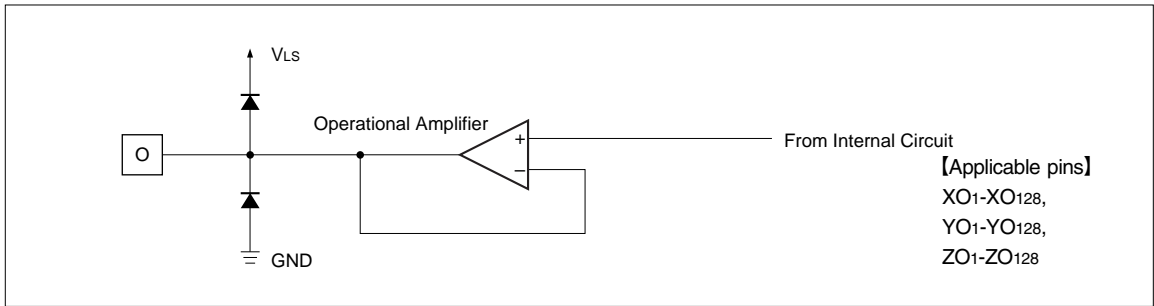 VLS
Operational Amplifier
O
+
−
From Internal Circuit
GND
【Applicable pins】
XO1-XO128,
YO1-YO128,
ZO1-ZO128